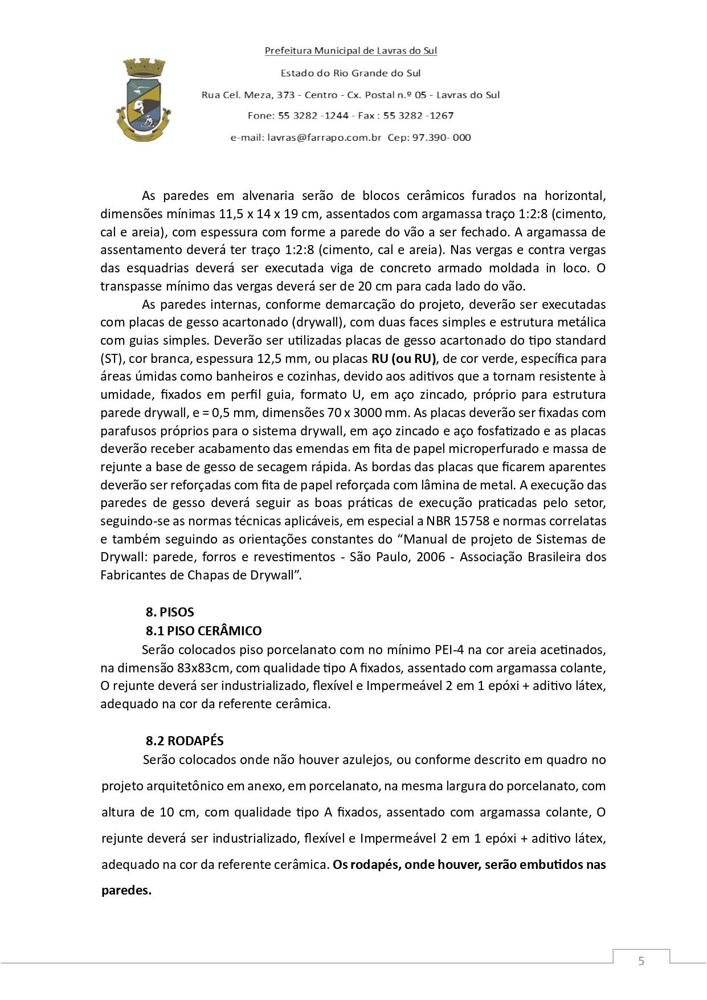 Prefeitura Municipal de Lavras do Sul
Estado do Rio Grande do Sul
Rua Cel. Meza, 373 - Centro - Cx. Postal n.º 05 - Lavras do Sul
Fone: 55 3282 -1244 - Fax : 55 3282 -1267
e-mail: lavras@farrapo.com.br Cep: 97.390- 000
LAVRAS DO SUL
As paredes em alvenaria serão de blocos cerâmicos furados na horizontal,
dimensões mínimas 11,5 x 14 x 19 cm, assentados com argamassa traço 1:2:8 (cimento,
cal e areia), com espessura com forme a parede do vão a ser fechado. A argamassa de
assentamento deverá ter traço 1:2:8 (cimento, cal e areia). Nas vergas e contra vergas
das esquadrias deverá ser executada viga de concreto armado moldada in loco. O
transpasse mínimo das vergas deverá ser de 20 cm para cada lado do vão.
As paredes internas, conforme demarcação do projeto, deverão ser executadas
com placas de gesso acartonado (drywall), com duas faces simples e estrutura metálica
com guias simples. Deverão ser utilizadas placas de gesso acartonado do tipo standard
(ST), cor branca, espessura 12,5 mm, ou placas RU (ou RU), de cor verde, específica para
áreas úmidas como banheiros e cozinhas, devido aos aditivos que a tornam resistente à
umidade, fixados em perfil guia, formato U, em aço zincado, próprio para estrutura
parede drywall, e = 0,5 mm, dimensões 70 x 3000 mm. As placas deverão ser fixadas com
parafusos próprios para o sistema drywall, em aço zincado e aço fosfatizado e as placas
deverão receber acabamento das emendas em fita de papel microperfurado e massa de
rejunte a base de gesso de secagem rápida. As bordas das placas que ficarem aparentes
deverão ser reforçadas com fita de papel reforçada com lâmina de metal. A execução das
paredes de gesso deverá seguir as boas práticas de execução praticadas pelo setor,
seguindo-se as normas técnicas aplicáveis, em especial a NBR 15758 e normas correlatas
e também seguindo as orientações constantes do “Manual de projeto de Sistemas de
Drywall: parede, forros e revestimentos - São Paulo, 2006 - Associação Brasileira dos
Fabricantes de Chapas de Drywall”.
8. PISOS
8.1 PISO CERÂMICO
Serão colocados piso porcelanato com no mínimo PEI-4 na cor areia acetinados,
na dimensão 83x83cm, com qualidade tipo A fixados, assentado com argamassa colante,
O rejunte deverá ser industrializado, flexível e Impermeável 2 em 1 epóxi + aditivo látex,
adequado na cor da referente cerâmica.
8.2 RODAPÉS
Serão colocados onde não houver azulejos, ou conforme descrito em quadro no
projeto arquitetônico em anexo, em porcelanato, na mesma largura do porcelanato, com
altura de 10 cm, com qualidade tipo A fixados, assentado com argamassa colante, O
rejunte deverá ser industrializado, flexível e Impermeável 2 em 1 epóxi + aditivo látex,
adequado na cor da referente cerâmica. Os rodapés, onde houver, serão embutidos nas
paredes.
5